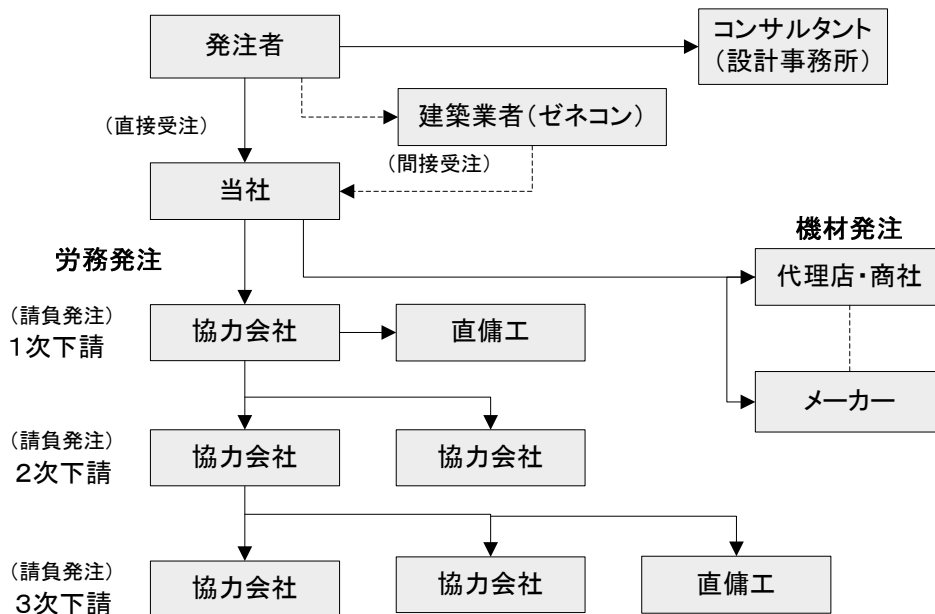 発注者
コンサルタント
(設計事務所)
建築業者(ゼネコン)
(直接受注)
(間接受注)
当社
労務発注
機材発注
代理店・商社
(請負発注)
1次下請
協力会社
直傭工
メーカー
(請負発注)
2次下請
協力会社
協力会社
(請負発注)
3次下請
協力会社
協力会社
直傭工